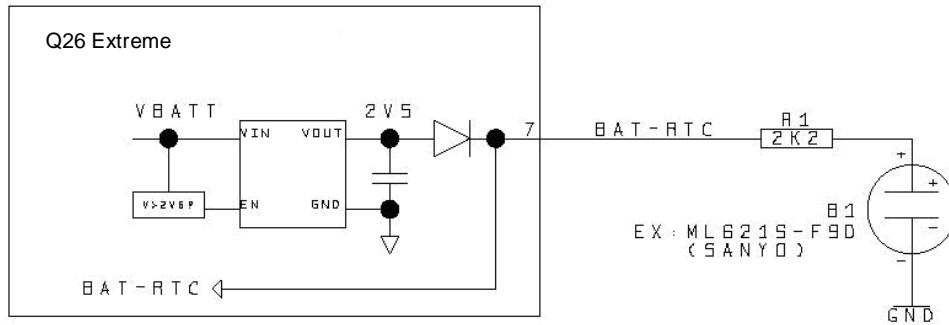 Q26 Extreme
VBATT
2V5
VIN
VOUT
EN
GND
V>2V6?
BAT-RTC
7
BAT-RTC
R1
2K2
+
+
B1
EX:ML621S-F9D
(SANYO)
-
-
GND